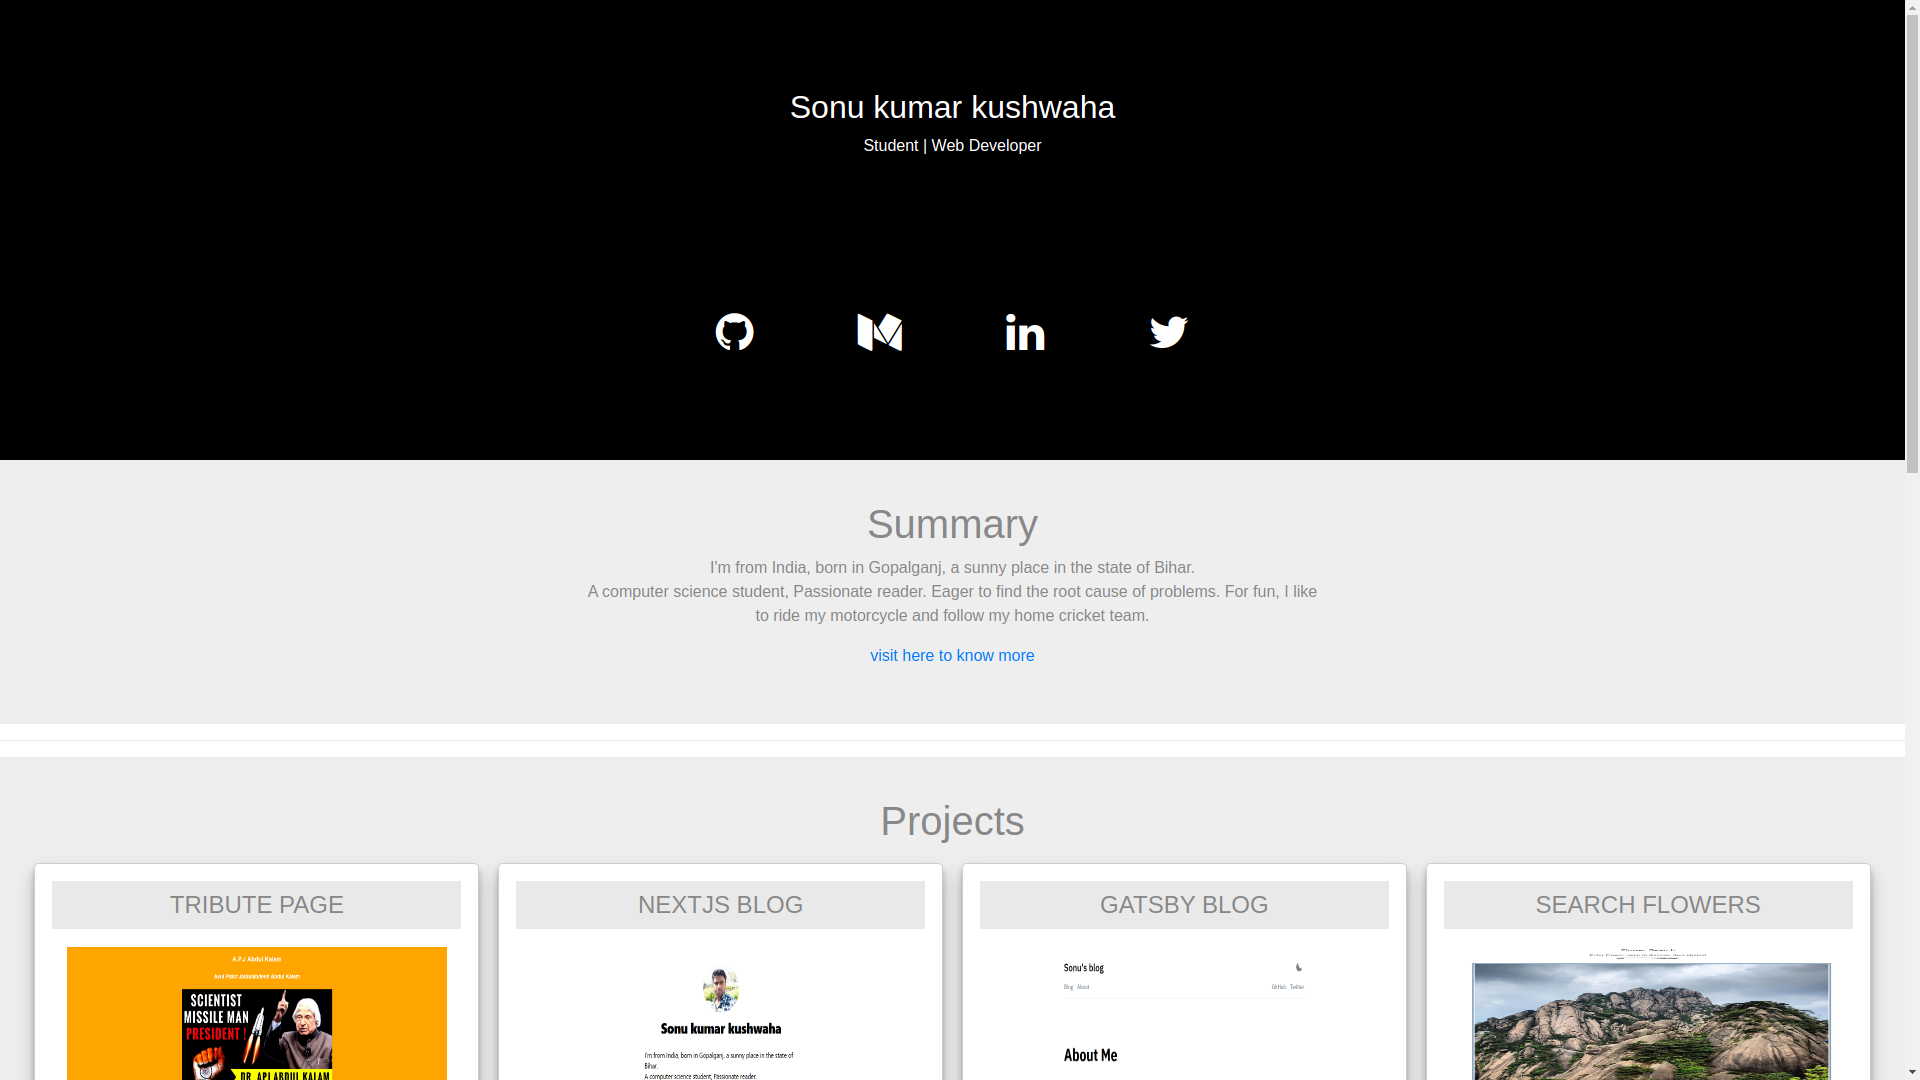 Sonu kumar kushwaha
Student | Web Developer
Summary
I'm from India, born in Gopalganj, a sunny place in the state of Bihar.
A computer science student, Passionate reader. Eager to find the root cause of problems. For fun, I like
to ride my motorcycle and follow my home cricket team.
visit here to know more
Projects
TRIBUTE PAGE
A.P.J Abdul Kalam
Avul Pakir Jainulabdeen Abdul Kalam
SCIENTIST
MISSILE MAN
PRESIDENT !
DR. APJ ABDUL KALAM
NEXTJS BLOG
Sonu kumar kushwaha
I'm from India, born in Gopalganj, a sunny place in the state of
Bihar.
A computer science student, Passionate reader.
GATSBY BLOG
Sonu's blog
Blog About
GitHub Twitter
About Me
SEARCH FLOWERS